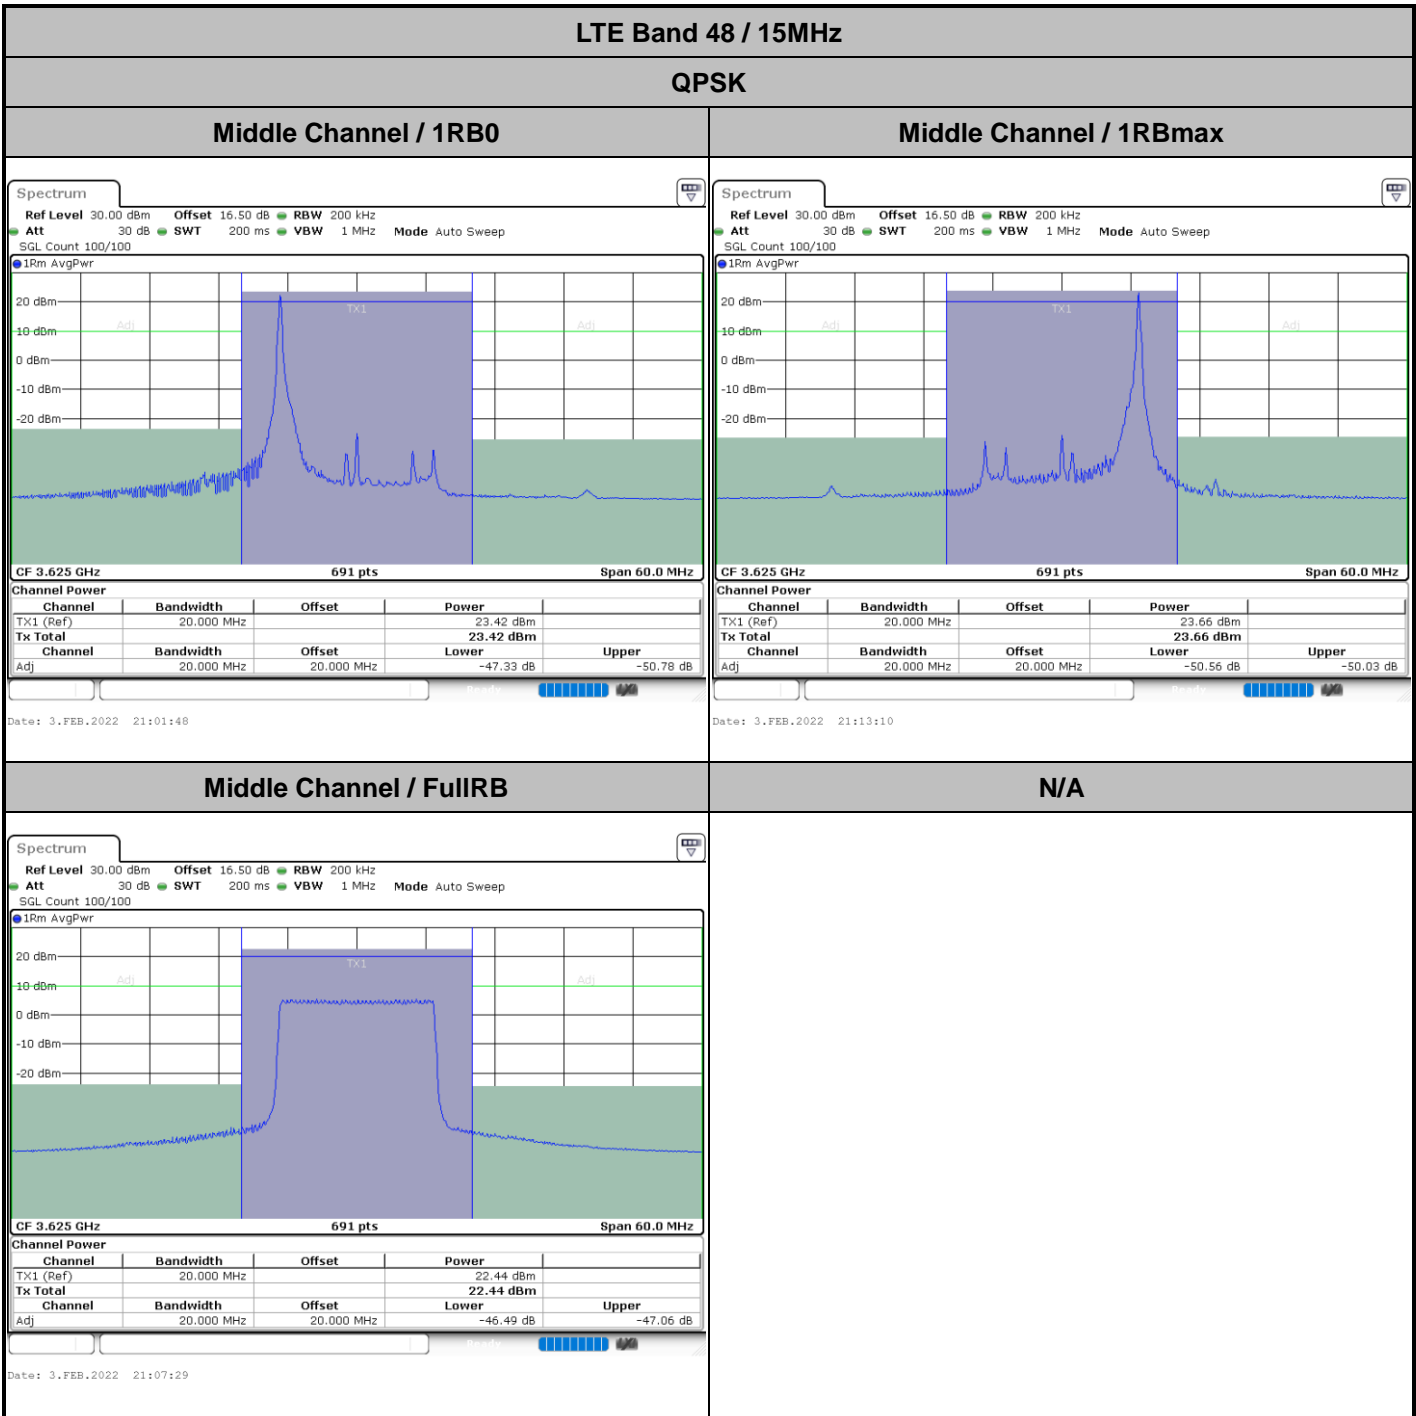 LTE Band 48 / 15MHz
QPSK
Middle Channel / 1RB0
Middle Channel / 1RBmax
Spectrum
Ref Level 30.00 dBm Offset 16.50 dB RBW 200 kHz
Att 30 dB SWT 200 ms VBW 1 MHz Mode Auto Sweep
SGL Count 100/100
1Rm AvgPwr
TX1
Adj
Adj
20 dBm
10 dBm
0 dBm
-10 dBm
-20 dBm
CF 3.625 GHz 691 pts Span 60.0 MHz
Channel Power
Channel Bandwidth Offset Power
TX1 (Ref) 20.000 MHz 23.42 dBm
Tx Total 23.42 dBm
Channel Bandwidth Offset Lower Upper
Adj 20.000 MHz 20.000 MHz -47.33 dB -50.78 dB
Ready
Date: 3.FEB.2022 21:01:48
Spectrum
Ref Level 30.00 dBm Offset 16.50 dB RBW 200 kHz
Att 30 dB SWT 200 ms VBW 1 MHz Mode Auto Sweep
SGL Count 100/100
1Rm AvgPwr
TX1
Adj
Adj
20 dBm
10 dBm
0 dBm
-10 dBm
-20 dBm
CF 3.625 GHz 691 pts Span 60.0 MHz
Channel Power
Channel Bandwidth Offset Power
TX1 (Ref) 20.000 MHz 23.66 dBm
Tx Total 23.66 dBm
Channel Bandwidth Offset Lower Upper
Adj 20.000 MHz 20.000 MHz -50.56 dB -50.03 dB
Ready
Date: 3.FEB.2022 21:13:10
Middle Channel / FullRB
N/A
Spectrum
Ref Level 30.00 dBm Offset 16.50 dB RBW 200 kHz
Att 30 dB SWT 200 ms VBW 1 MHz Mode Auto Sweep
SGL Count 100/100
1Rm AvgPwr
TX1
Adj
Adj
20 dBm
10 dBm
0 dBm
-10 dBm
-20 dBm
CF 3.625 GHz 691 pts Span 60.0 MHz
Channel Power
Channel Bandwidth Offset Power
TX1 (Ref) 20.000 MHz 22.44 dBm
Tx Total 22.44 dBm
Channel Bandwidth Offset Lower Upper
Adj 20.000 MHz 20.000 MHz -46.49 dB -47.06 dB
Ready
Date: 3.FEB.2022 21:07:29